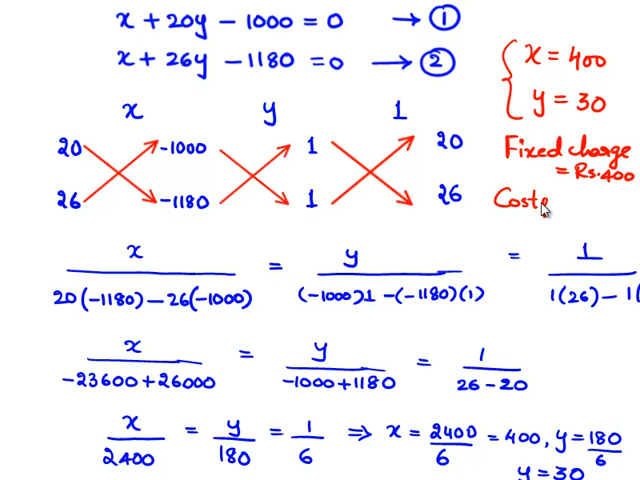 x + 20y - 1000 = 0 → ①
x + 26y - 1180 = 0 → ②
x = 400
y = 30
x y 1
20 -1000 1 20
26 -1180 1 26
Fixed charge
= Rs.400
Cost
x/20(-1180) - 26(-1000) = y/(-1000)1 - (-1180)(1) = 1/1(26) - 1(
x/-23600 + 26000 = y/-1000 + 1180 = 1/26 - 20
x/2400 = y/180 = 1/6 ⇒ x = 2400/6 = 400, y = 180/6
y = 30